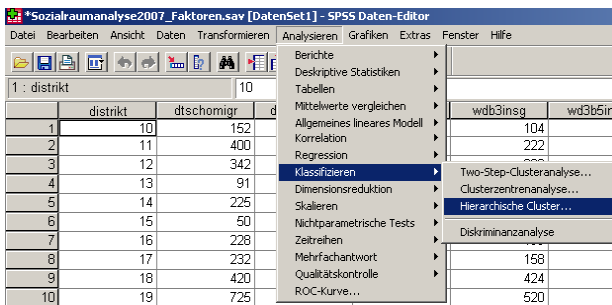 *Sozialraumanalyse2007_Faktoren.sav [DatenSet1] - SPSS Daten-Editor
Datei Bearbeiten Ansicht Daten Transformieren Analysieren Grafiken Extras Fenster Hilfe
1 : distrikt 10
distrikt dtschomigr wdb3insg
1 10 152 104
2 11 400 222
3 12 342
4 13 91
5 14 225
6 15 50
7 16 228
8 17 232 158
9 18 420 424
10 19 725 520
Berichte
Deskriptive Statistiken
Tabellen
Mittelwerte vergleichen
Allgemeines lineares Modell
Korrelation
Regression
Klassifizieren
Dimensionsreduktion
Skalieren
Nichtparametrische Tests
Zeitreihen
Mehrfachantwort
Qualitätskontrolle
ROC-Kurve...
Two-Step-Clusteranalyse...
Clusterzentrenanalyse...
Hierarchische Cluster...
Diskriminanzanalyse